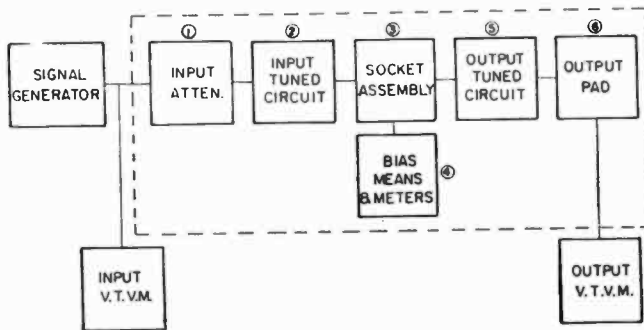 ①
②
③
⑤
⑥
SIGNAL
GENERATOR
INPUT
ATTEN.
INPUT
TUNED
CIRCUIT
SOCKET
ASSEMBLY
OUTPUT
TUNED
CIRCUIT
OUTPUT
PAD
BIAS
MEANS
& METERS
④
INPUT
V.T.V.M.
OUTPUT
V.T.V.M.